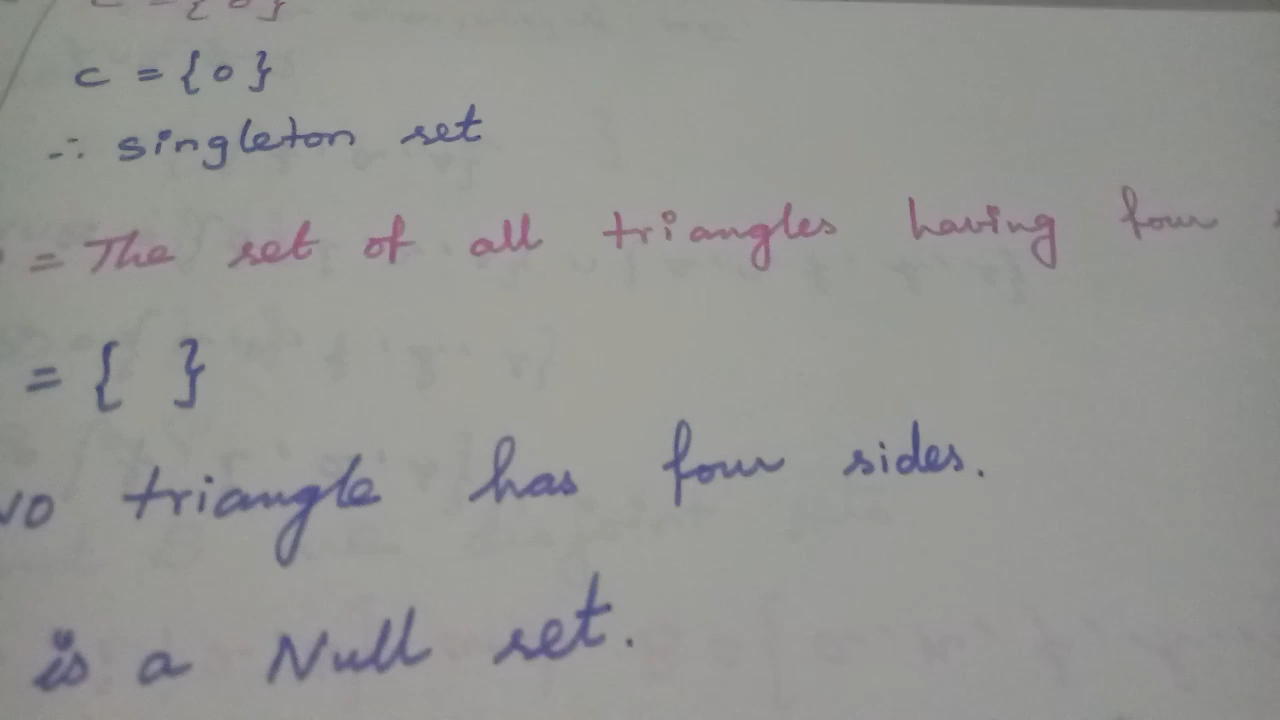 c = {0}
∴ singleton set
= The set of all triangles having four
= { }
triangle has four sides.
is a Null set.